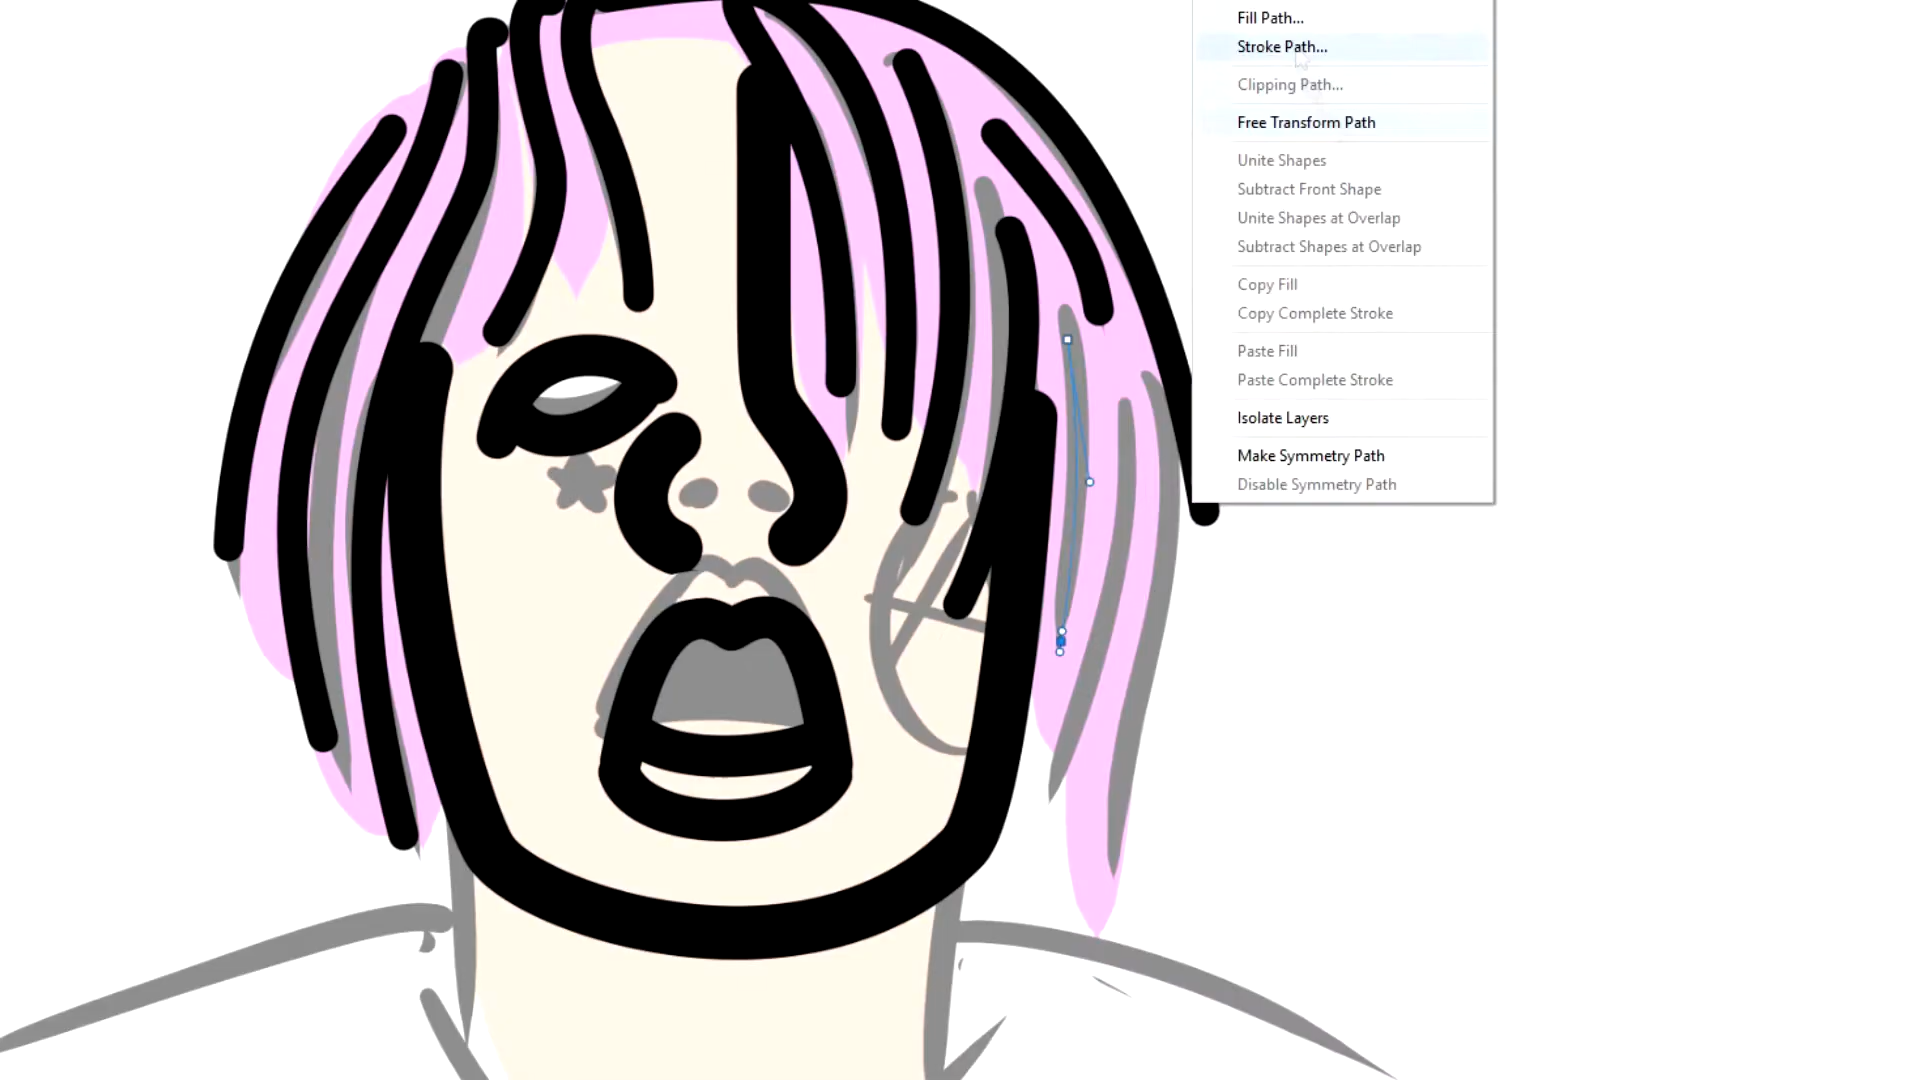 Fill Path...
Stroke Path...
Clipping Path...
Free Transform Path
Unite Shapes
Subtract Front Shape
Unite Shapes at Overlap
Subtract Shapes at Overlap
Copy Fill
Copy Complete Stroke
Paste Fill
Paste Complete Stroke
Isolate Layers
Make Symmetry Path
Disable Symmetry Path